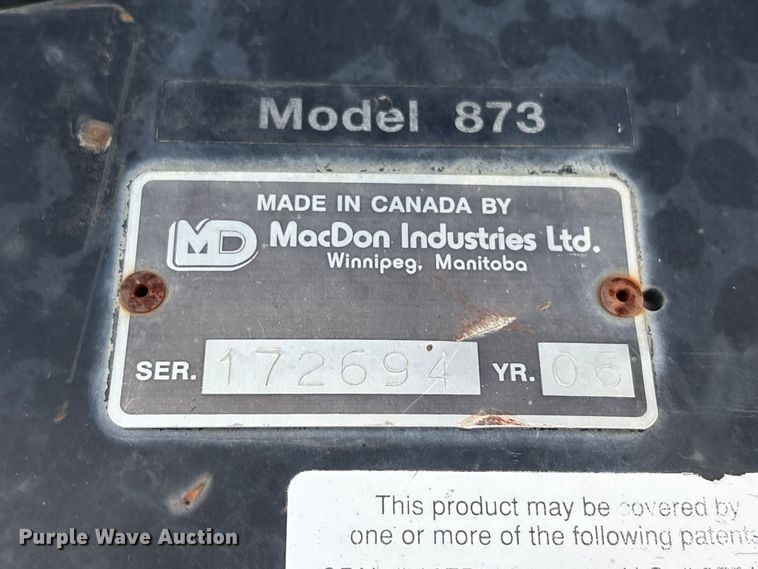 Model 873
MADE IN CANADA BY
MD MacDon Industries Ltd.
Winnipeg, Manitoba
SER. 172694 YR. 06
This product may be covered by
one or more of the following patents
Purple Wave Auction